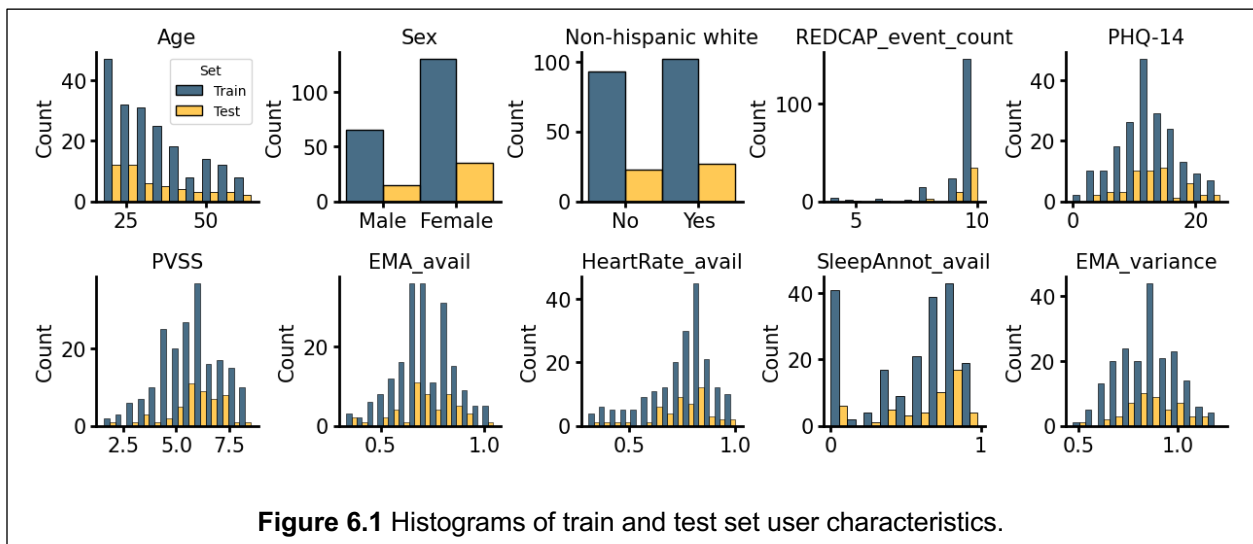 Age Sex Non-hispanic white REDCAP_event_count PHQ-14
Count 40 20 0 25 50
Set
Train
Test
Count 100 50 0 Male Female
Count 100 50 0 No Yes
Count 100 0 5 10
Count 40 20 0 0 20
PVSS EMA_avail HeartRate_avail SleepAnnot_avail EMA_variance
Count 20 0 2.5 5.0 7.5
Count 20 0 0.5 1.0
Count 40 20 0 0.5 1.0
Count 40 20 0 0 1
Count 40 20 0 0.5 1.0
Figure 6.1 Histograms of train and test set user characteristics.